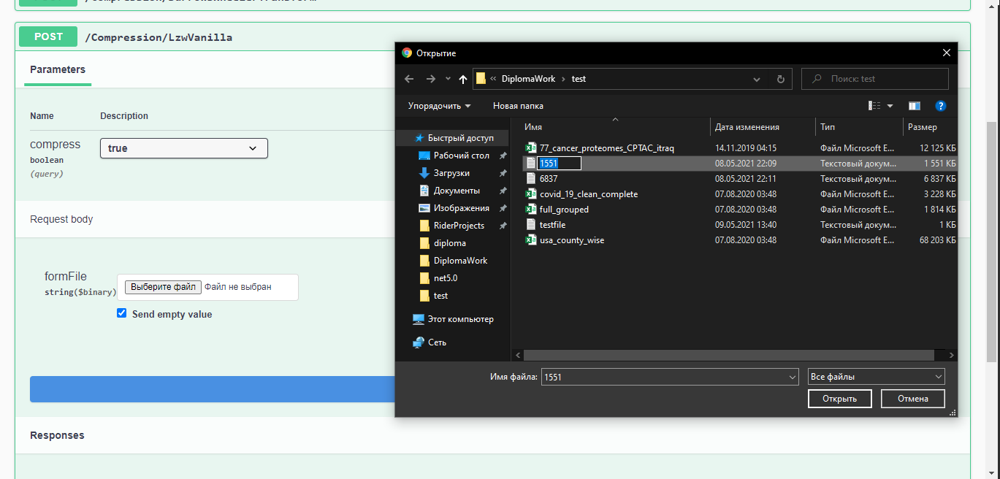 POST /Compression/LzwVanilla
Parameters
Name Description
compress
boolean
(query)
true
Request body
formFile
string($binary)
Выберите файл Файл не выбран
Send empty value
Responses
Открытие
« DiplomaWork › test
Поиск: test
Упорядочить Новая папка
Быстрый доступ
Рабочий стол
Загрузки
Документы
Изображения
RiderProjects
diploma
DiplomaWork
net5.0
test
Этот компьютер
Сеть
Имя Дата изменения Тип Размер
77_cancer_proteomes_CPTAC_itraq 14.11.2019 04:15 Файл Microsoft E... 12 125 КБ
1551 08.05.2021 22:09 Текстовый докум... 1 551 КБ
6837 08.05.2021 22:11 Текстовый докум... 6 837 КБ
covid_19_clean_complete 07.08.2020 03:48 Файл Microsoft E... 3 228 КБ
full_grouped 07.08.2020 03:48 Файл Microsoft E... 1 814 КБ
testfile 09.05.2021 13:40 Текстовый докум... 1 КБ
usa_county_wise 07.08.2020 03:48 Файл Microsoft E... 68 203 КБ
Имя файла: 1551 Все файлы
Открыть Отмена